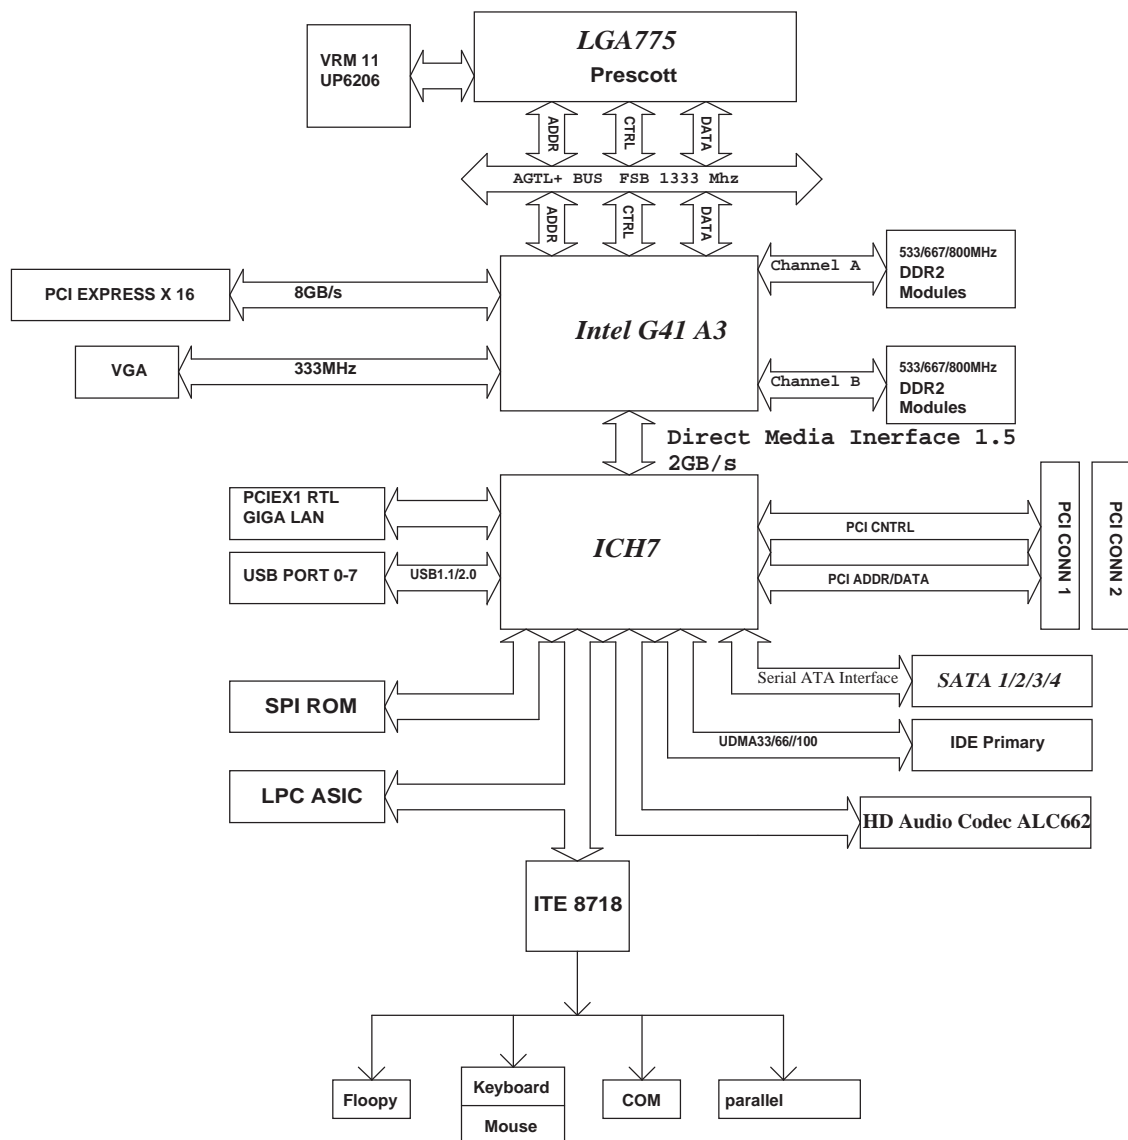 LGA775
Prescott
VRM 11
UP6206
ADDR
CTRL
DATA
AGTL+ BUS FSB 1333 Mhz
ADDR
CTRL
DATA
PCI EXPRESS X 16
8GB/s
VGA
333MHz
Intel G41 A3
Channel A
533/667/800MHz
DDR2
Modules
Channel B
533/667/800MHz
DDR2
Modules
Direct Media Inerface 1.5
2GB/s
PCIEX1 RTL
GIGA LAN
USB PORT 0-7
USB1.1/2.0
ICH7
PCI CNTRL
PCI ADDR/DATA
PCI CONN 1
PCI CONN 2
SPI ROM
LPC ASIC
Serial ATA Interface
SATA 1/2/3/4
UDMA33/66//100
IDE Primary
HD Audio Codec ALC662
ITE 8718
Floopy
Keyboard
Mouse
COM
parallel